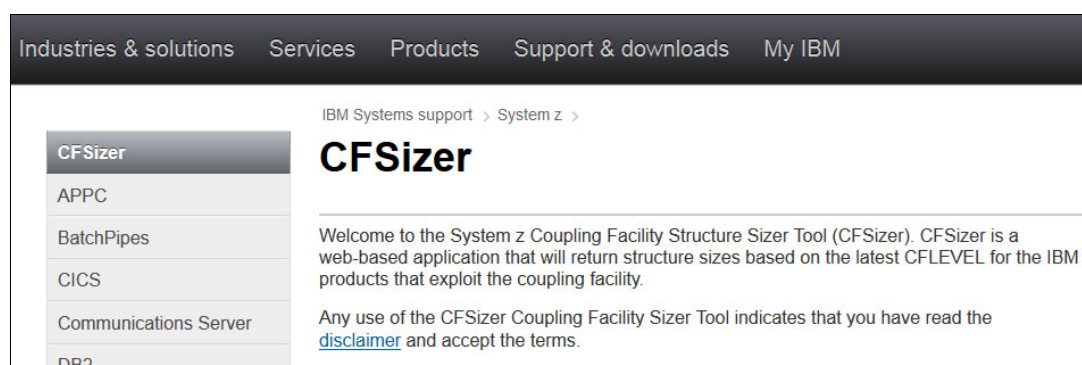 Industries & solutions Services Products Support & downloads My IBM
IBM Systems support > System z >
CFSizer
APPC
BatchPipes
CICS
Communications Server
DB2
CFSizer
Welcome to the System z Coupling Facility Structure Sizer Tool (CFSizer). CFSizer is a
web-based application that will return structure sizes based on the latest CFLEVEL for the IBM
products that exploit the coupling facility.
Any use of the CFSizer Coupling Facility Sizer Tool indicates that you have read the
disclaimer and accept the terms.